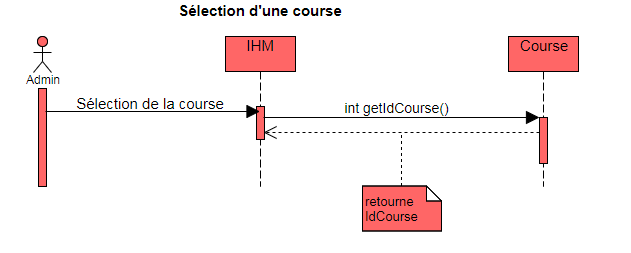 Sélection d'une course
IHM
Course
Admin
Sélection de la course
int getIdCourse()
retourne
IdCourse